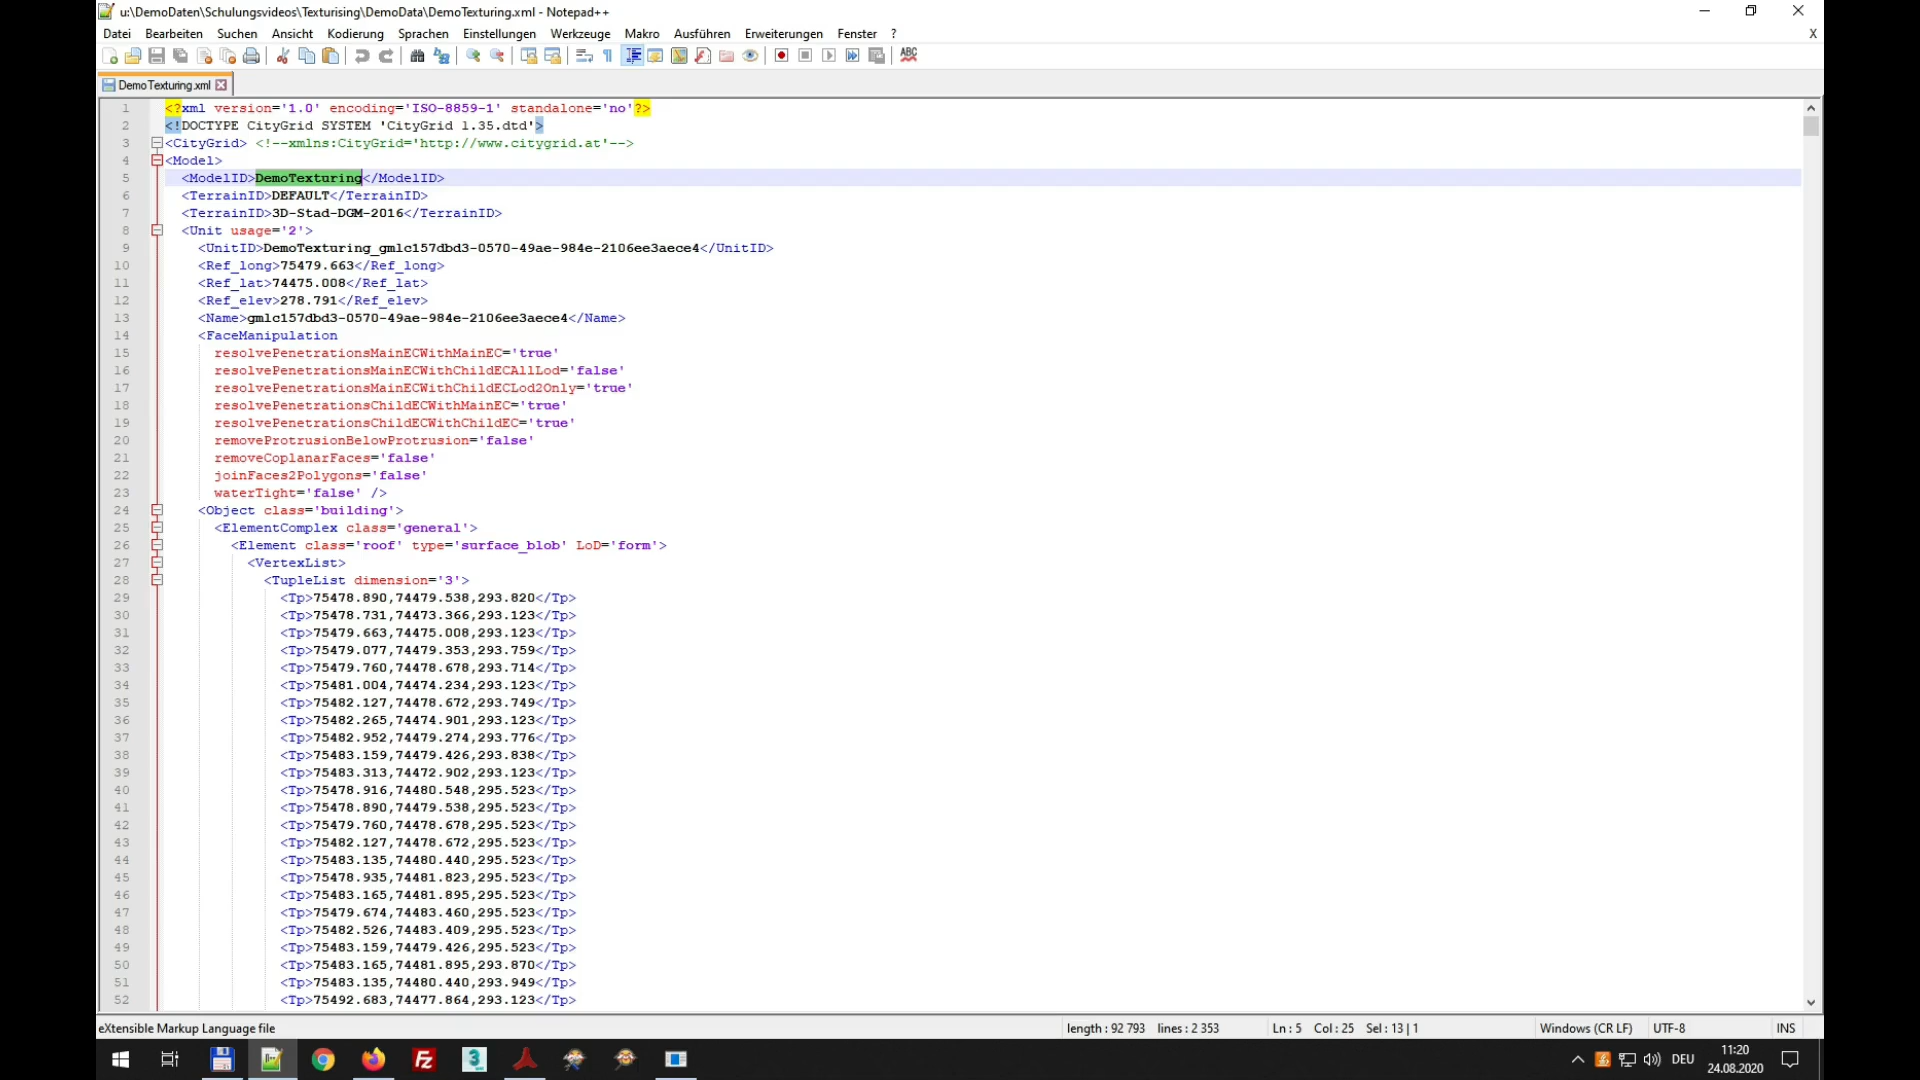 u:\DemoDaten\Schulungsvideos\Texturising\DemoData\DemoTexturing.xml - Notepad++
Datei Bearbeiten Suchen Ansicht Kodierung Sprachen Einstellungen Werkzeuge Makro Ausführen Erweiterungen Fenster ? X
ABC
DemoTexturing.xml
1 <?xml version='1.0' encoding='ISO-8859-1' standalone='no'?>
2 <!DOCTYPE CityGrid SYSTEM 'CityGrid 1.35.dtd'>
3 <CityGrid> <!--xmlns:CityGrid='http://www.citygrid.at'-->
4 <Model>
5 <ModelID>DemoTexturing</ModelID>
6 <TerrainID>DEFAULT</TerrainID>
7 <TerrainID>3D-Stad-DGM-2016</TerrainID>
8 <Unit usage='2'>
9 <UnitID>DemoTexturing_gmlc157dbd3-0570-49ae-984e-2106ee3aece4</UnitID>
10 <Ref_long>75479.663</Ref_long>
11 <Ref_lat>74475.008</Ref_lat>
12 <Ref_elev>278.791</Ref_elev>
13 <Name>gmlc157dbd3-0570-49ae-984e-2106ee3aece4</Name>
14 <FaceManipulation
15 resolvePenetrationsMainECWithMainEC='true'
16 resolvePenetrationsMainECWithChildECAllLod='false'
17 resolvePenetrationsMainECWithChildECLod2Only='true'
18 resolvePenetrationsChildECWithMainEC='true'
19 resolvePenetrationsChildECWithChildEC='true'
20 removeProtrusionBelowProtrusion='false'
21 removeCoplanarFaces='false'
22 joinFaces2Polygons='false'
23 waterTight='false' />
24 <Object class='building'>
25 <ElementComplex class='general'>
26 <Element class='roof' type='surface_blob' LoD='form'>
27 <VertexList>
28 <TupleList dimension='3'>
29 <Tp>75478.890,74479.538,293.820</Tp>
30 <Tp>75478.731,74473.366,293.123</Tp>
31 <Tp>75479.663,74475.008,293.123</Tp>
32 <Tp>75479.077,74479.353,293.759</Tp>
33 <Tp>75479.760,74478.678,293.714</Tp>
34 <Tp>75481.004,74474.234,293.123</Tp>
35 <Tp>75482.127,74478.672,293.749</Tp>
36 <Tp>75482.265,74474.901,293.123</Tp>
37 <Tp>75482.952,74479.274,293.776</Tp>
38 <Tp>75483.159,74479.426,293.838</Tp>
39 <Tp>75483.313,74472.902,293.123</Tp>
40 <Tp>75478.916,74480.548,295.523</Tp>
41 <Tp>75478.890,74479.538,295.523</Tp>
42 <Tp>75479.760,74478.678,295.523</Tp>
43 <Tp>75482.127,74478.672,295.523</Tp>
44 <Tp>75483.135,74480.440,295.523</Tp>
45 <Tp>75478.935,74481.823,295.523</Tp>
46 <Tp>75483.165,74481.895,295.523</Tp>
47 <Tp>75479.674,74483.460,295.523</Tp>
48 <Tp>75482.526,74483.409,295.523</Tp>
49 <Tp>75483.159,74479.426,295.523</Tp>
50 <Tp>75483.165,74481.895,293.870</Tp>
51 <Tp>75483.135,74480.440,293.949</Tp>
52 <Tp>75492.683,74477.864,293.123</Tp>
eXtensible Markup Language file length : 92 793 lines : 2 353 Ln : 5 Col : 25 Sel : 13 | 1 Windows (CR LF) UTF-8 INS
Fz 3 DEU 11:20
24.08.2020